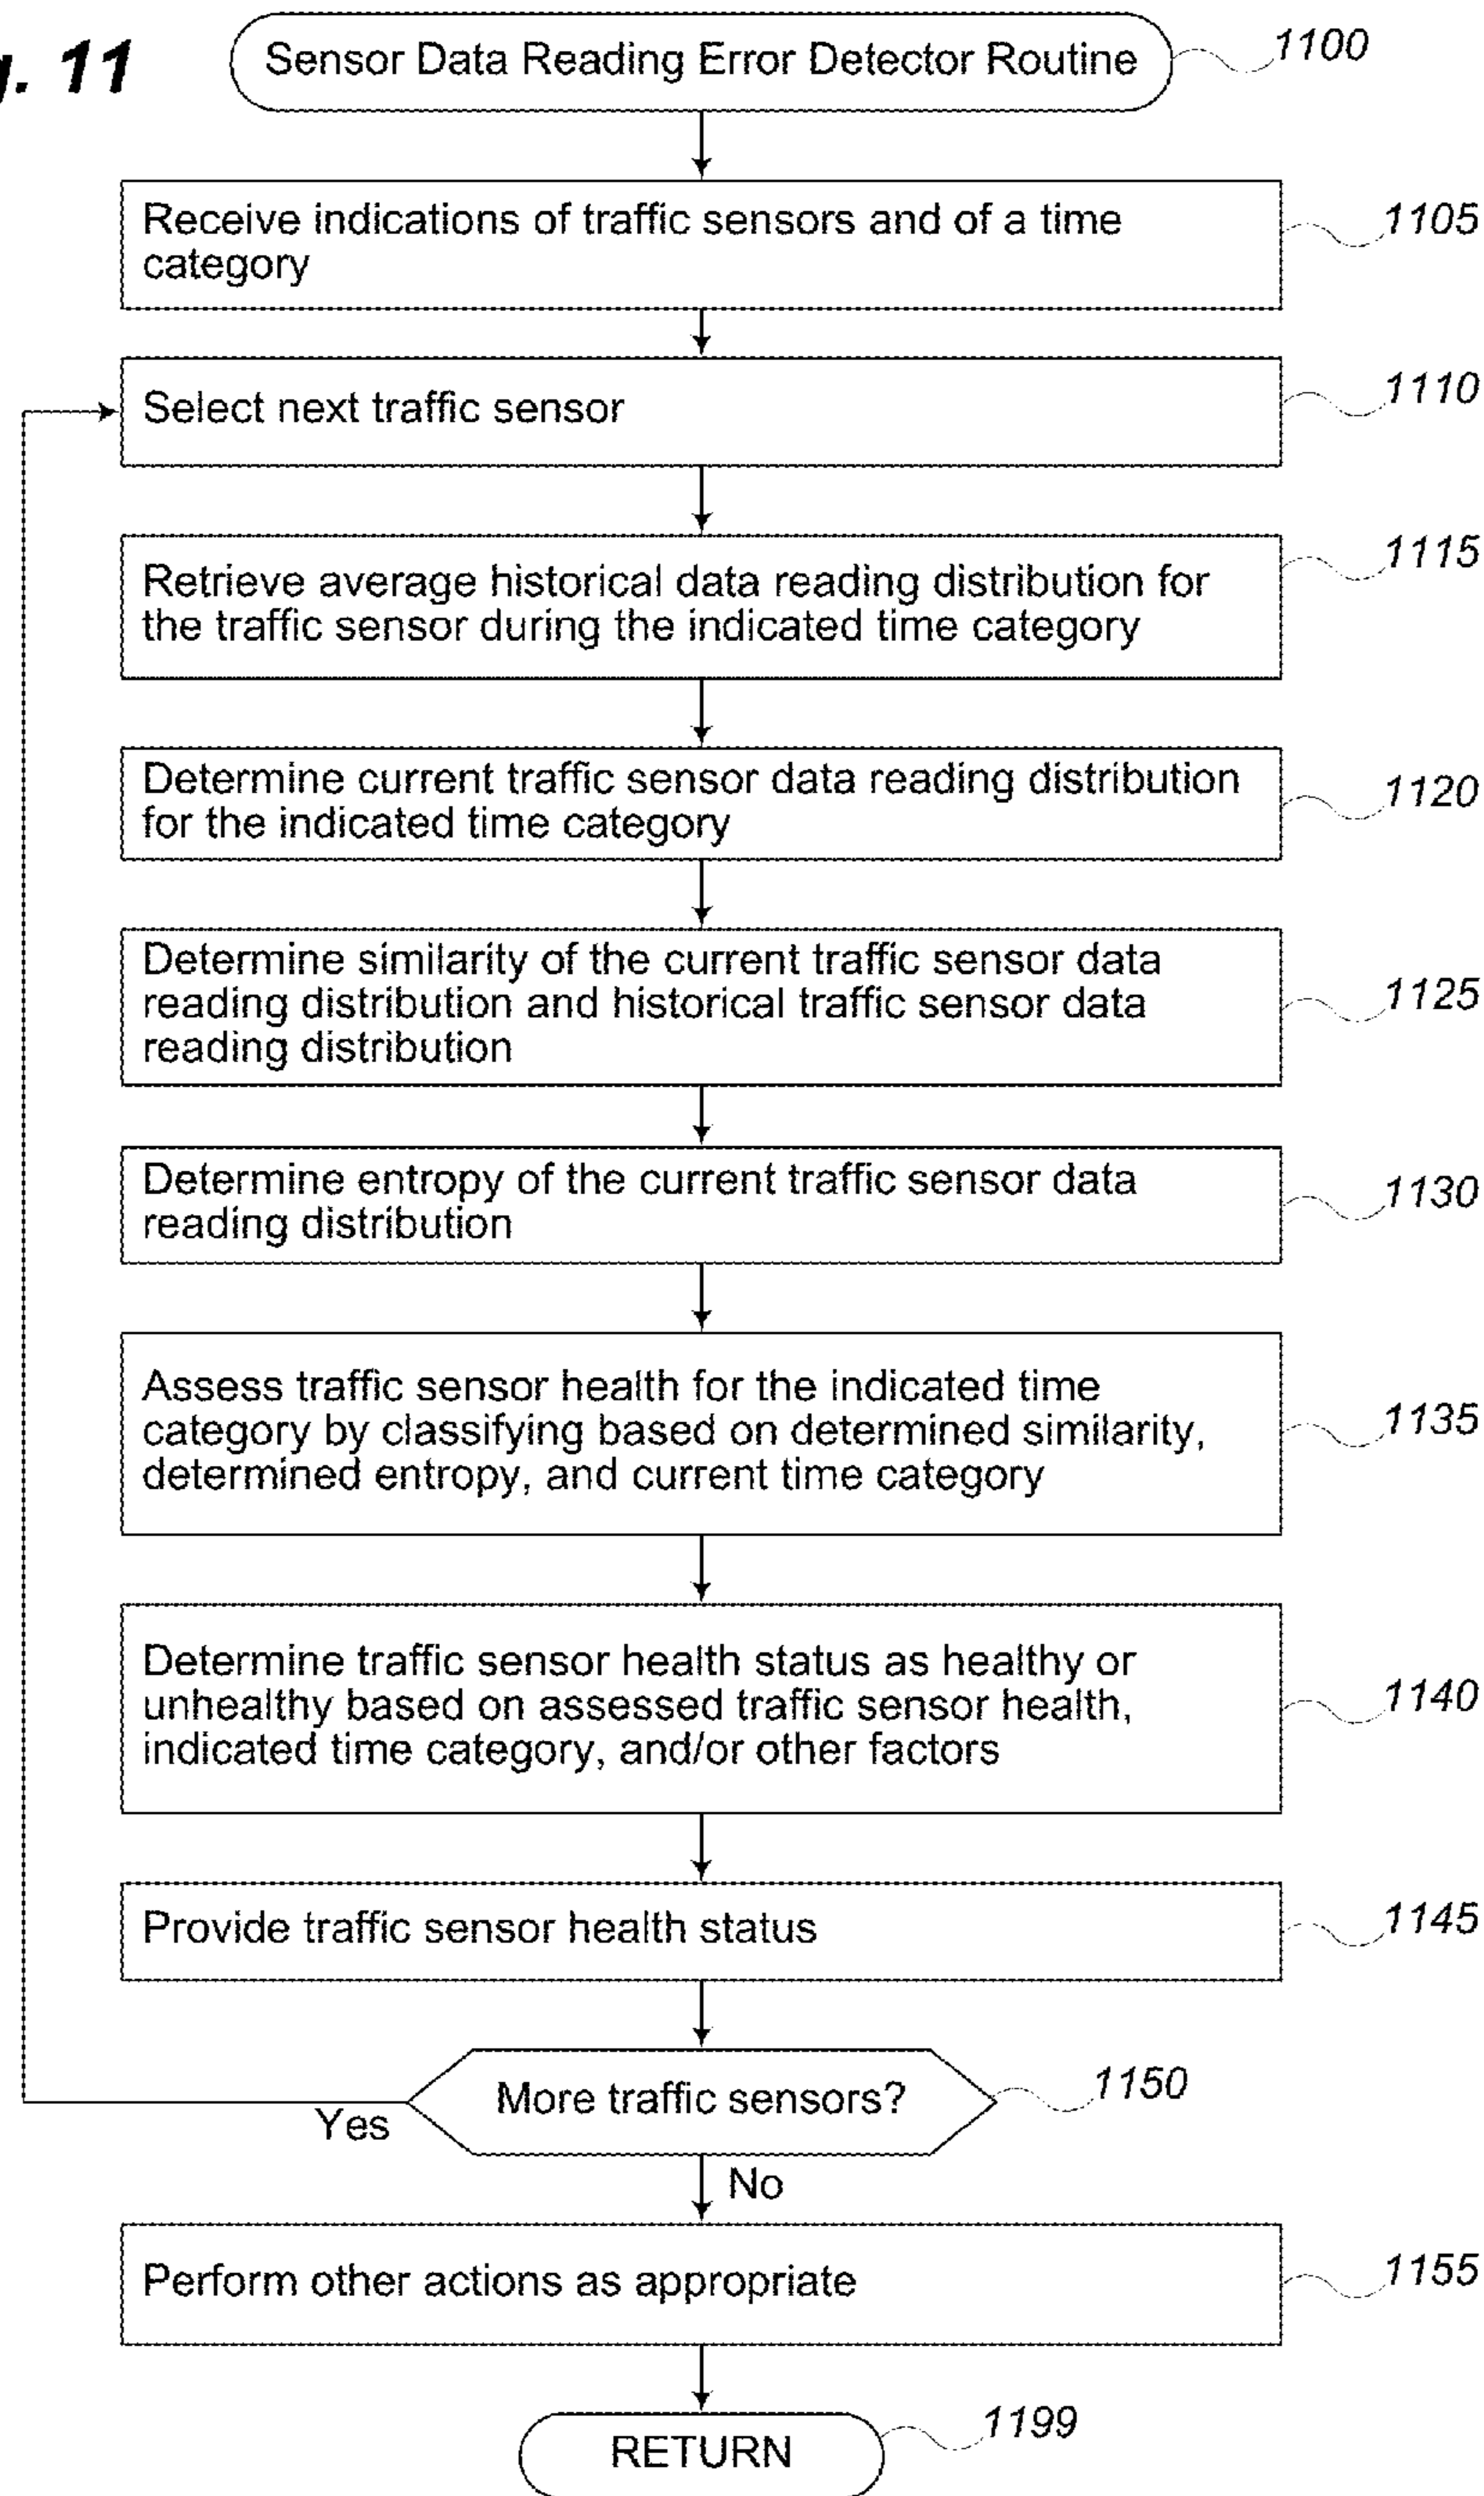 g. 11
Sensor Data Reading Error Detector Routine
1100
Receive indications of traffic sensors and of a time
category
1105
Select next traffic sensor
1110
Retrieve average historical data reading distribution for
the traffic sensor during the indicated time category
1115
Determine current traffic sensor data reading distribution
for the indicated time category
1120
Determine similarity of the current traffic sensor data
reading distribution and historical traffic sensor data
reading distribution
1125
Determine entropy of the current traffic sensor data
reading distribution
1130
Assess traffic sensor health for the indicated time
category by classifying based on determined similarity,
determined entropy, and current time category
1135
Determine traffic sensor health status as healthy or
unhealthy based on assessed traffic sensor health,
indicated time category, and/or other factors
1140
Provide traffic sensor health status
1145
More traffic sensors?
1150
Yes
No
Perform other actions as appropriate
1155
RETURN
1199